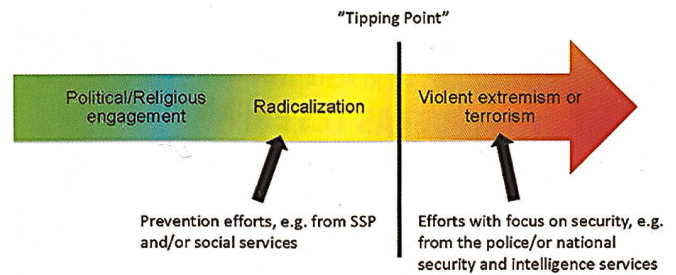 "Tipping Point"
Political/Religious
engagement
Radicalization
Violent extremism or
terrorism
Prevention efforts, e.g. from SSP
and/or social services
Efforts with focus on security, e.g.
from the police/or national
security and intelligence services